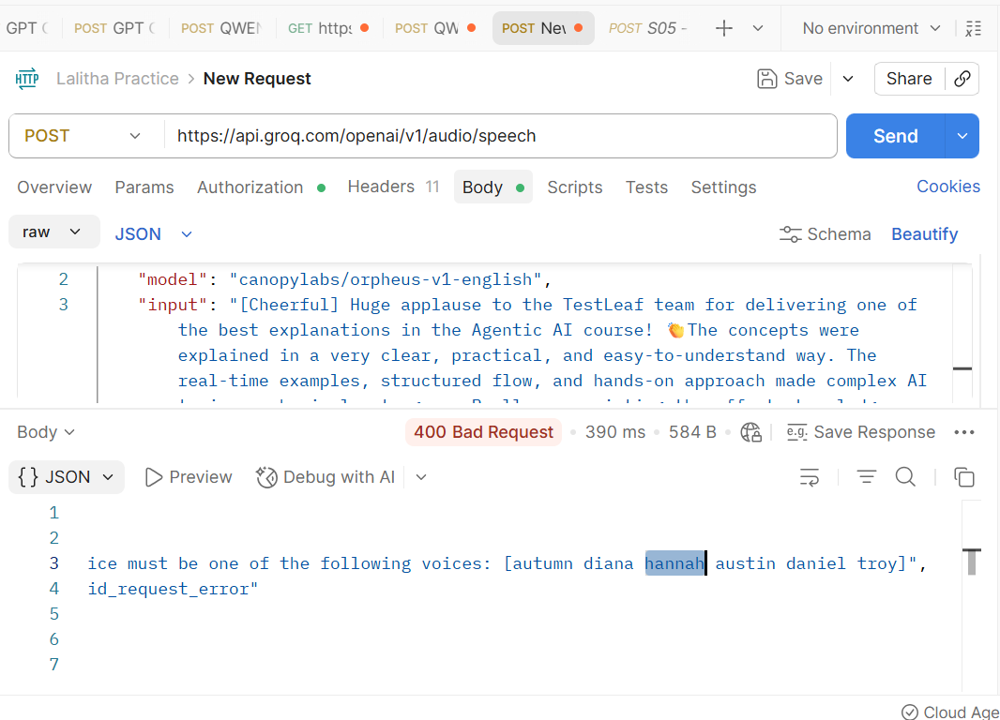 GPT
POST GPT
POST QWEN
GET https
POST QW
POST Nev
POST S05 -
No environment
HTTP
Lalitha Practice > New Request
Save
Share
POST
https://api.groq.com/openai/v1/audio/speech
Send
Overview
Params
Authorization
Headers 11
Body
Scripts
Tests
Settings
Cookies
raw
JSON
Schema
Beautify
2 "model": "canopylabs/orpheus-v1-english",
3 "input": "[Cheerful] Huge applause to the TestLeaf team for delivering one of
the best explanations in the Agentic AI course! 👏The concepts were
explained in a very clear, practical, and easy-to-understand way. The
real-time examples, structured flow, and hands-on approach made complex AI
Body
400 Bad Request
390 ms
584 B
e.g. Save Response
{} JSON
Preview
Debug with AI
1
2
3 ice must be one of the following voices: [autumn diana hannah austin daniel troy]",
4 id_request_error"
5
6
7
Cloud Age